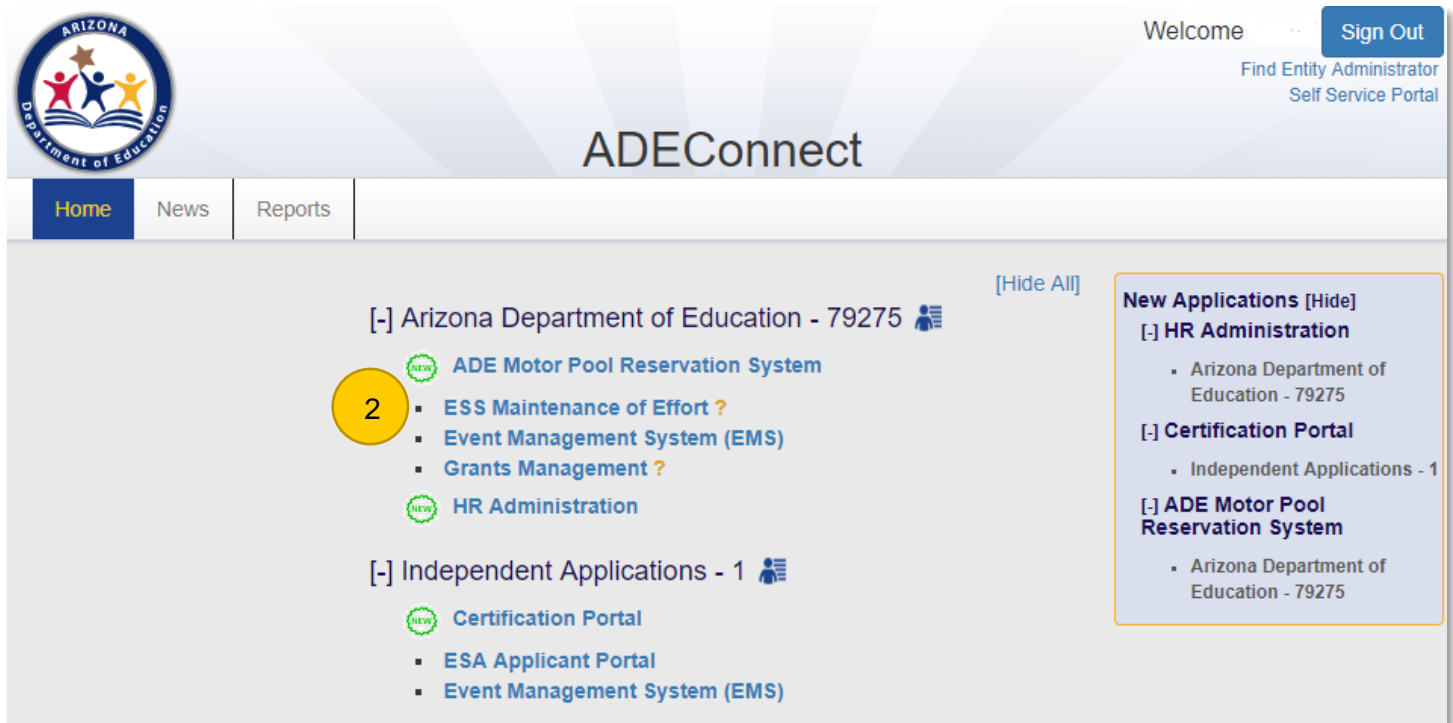 ARIZONA
Department of Education
Welcome
Sign Out
Find Entity Administrator
Self Service Portal
ADEConnect
Home
News
Reports
[Hide All]
[-] Arizona Department of Education - 79275
NEW ADE Motor Pool Reservation System
2
▪ ESS Maintenance of Effort ?
▪ Event Management System (EMS)
▪ Grants Management ?
NEW HR Administration
[-] Independent Applications - 1
NEW Certification Portal
▪ ESA Applicant Portal
▪ Event Management System (EMS)
New Applications [Hide]
[-] HR Administration
▪ Arizona Department of
Education - 79275
[-] Certification Portal
▪ Independent Applications - 1
[-] ADE Motor Pool
Reservation System
▪ Arizona Department of
Education - 79275